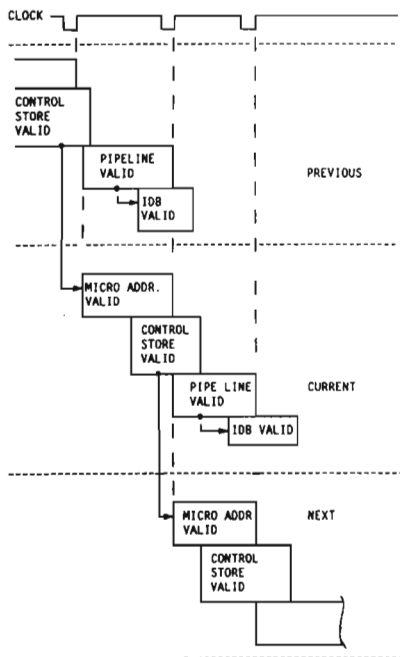 CLOCK
CONTROL
STORE
VALID
PIPELINE
VALID
IDB
VALID
PREVIOUS
MICRO ADDR.
VALID
CONTROL
STORE
VALID
PIPE LINE
VALID
CURRENT
IDB VALID
MICRO ADDR
VALID
NEXT
CONTROL
STORE
VALID